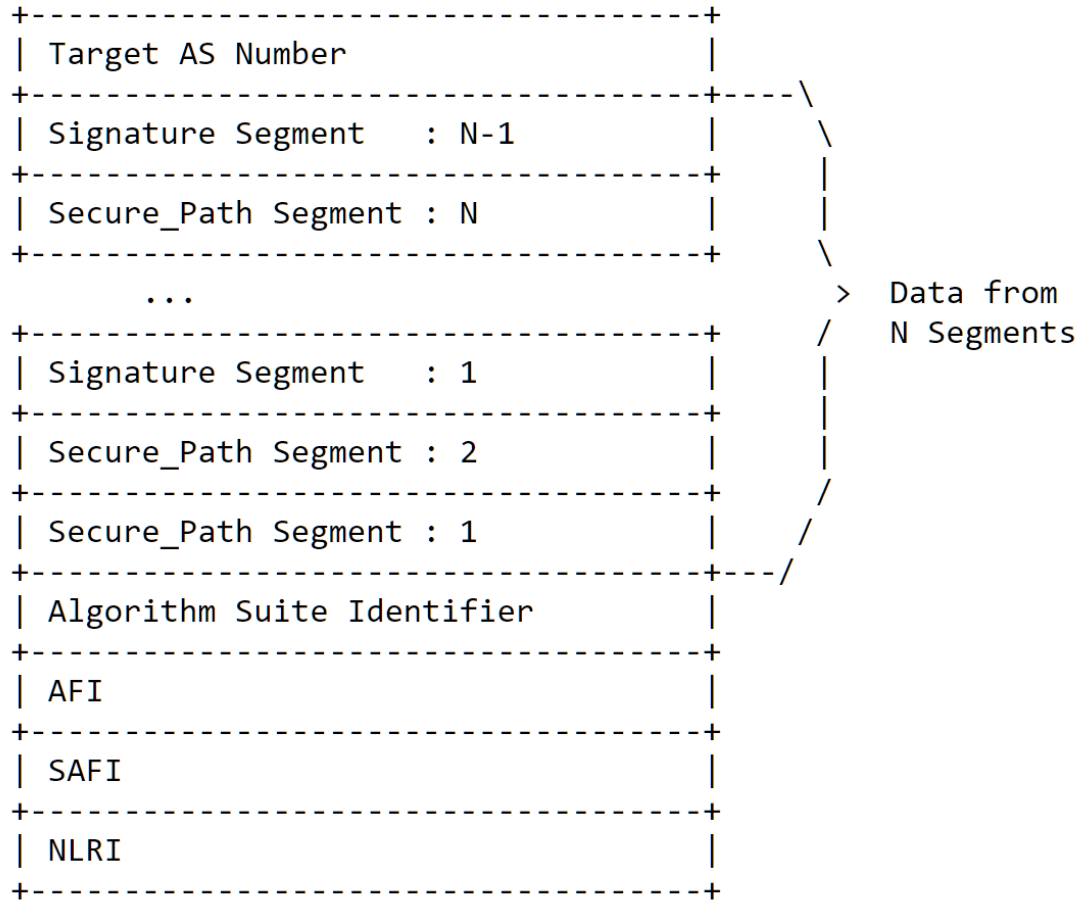 +------------------------------------+
| Target AS Number                   |
+------------------------------------+----\
| Signature Segment   : N-1          |     \
+------------------------------------+     |
| Secure_Path Segment : N            |     |
+------------------------------------+     \
       ...                                  >  Data from
+------------------------------------+     /   N Segments
| Signature Segment   : 1            |     |
+------------------------------------+     |
| Secure_Path Segment : 2            |     |
+------------------------------------+     /
| Secure_Path Segment : 1            |    /
+------------------------------------+---/
| Algorithm Suite Identifier         |
+------------------------------------+
| AFI                                |
+------------------------------------+
| SAFI                               |
+------------------------------------+
| NLRI                               |
+------------------------------------+